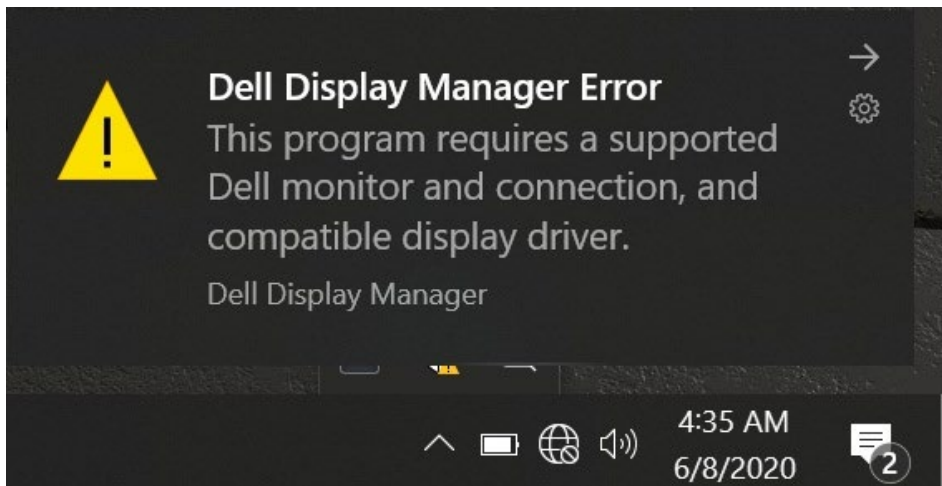 Dell Display Manager Error
This program requires a supported
Dell monitor and connection, and
compatible display driver.
Dell Display Manager
4:35 AM
6/8/2020
2